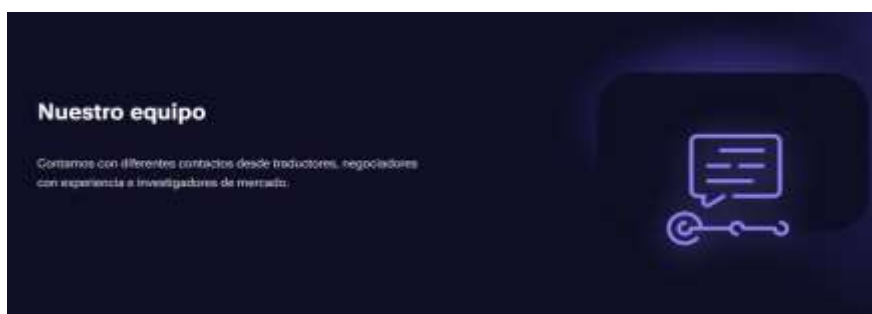 Nuestro equipo
Contamos con diferentes contactos desde traductores, negociadores
con experiencia e investigadores de mercado.